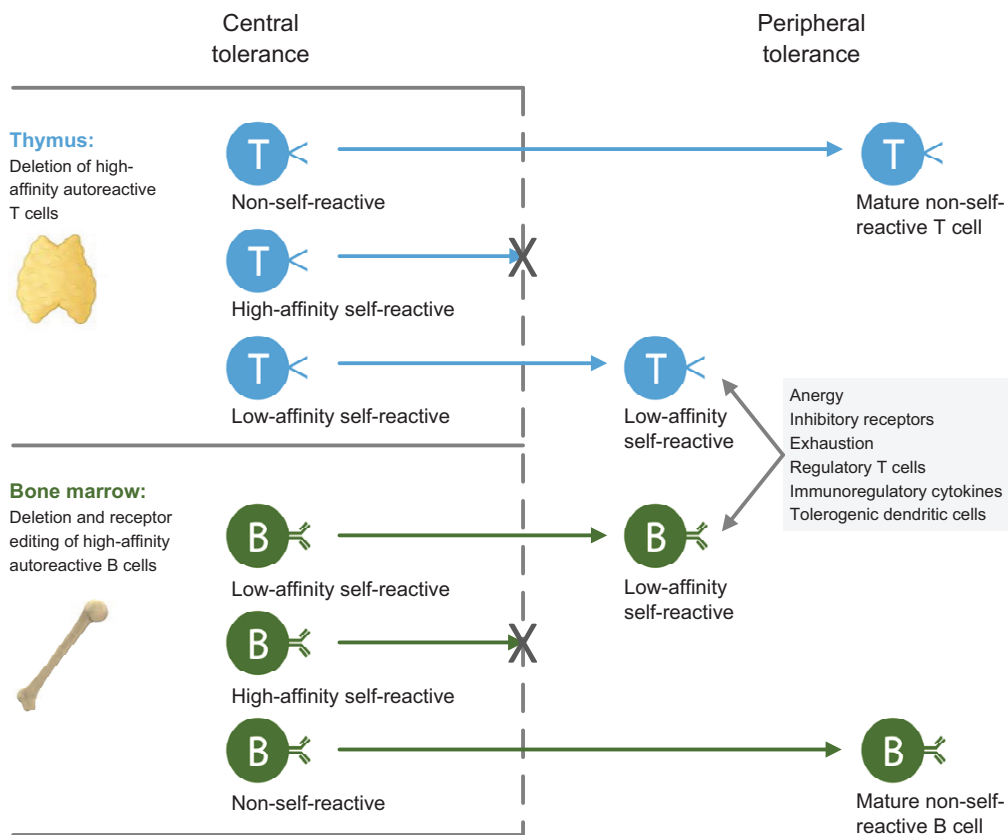 Central
tolerance
Peripheral
tolerance
Thymus:
Deletion of high-
affinity autoreactive
T cells
T
Non-self-reactive
T
Mature non-self-
reactive T cell
T
High-affinity self-reactive
X
T
Low-affinity self-reactive
T
Low-affinity
self-reactive
Anergy
Inhibitory receptors
Exhaustion
Regulatory T cells
Immunoregulatory cytokines
Tolerogenic dendritic cells
Bone marrow:
Deletion and receptor
editing of high-affinity
autoreactive B cells
B
Low-affinity self-reactive
B
Low-affinity
self-reactive
B
High-affinity self-reactive
X
B
Non-self-reactive
B
Mature non-self-
reactive B cell